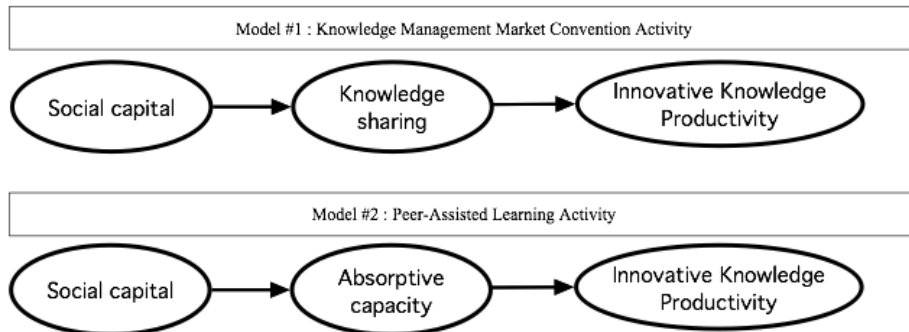 Model #1 : Knowledge Management Market Convention Activity
Social capital
Knowledge
sharing
Innovative Knowledge
Productivity
Model #2 : Peer-Assisted Learning Activity
Social capital
Absorptive
capacity
Innovative Knowledge
Productivity